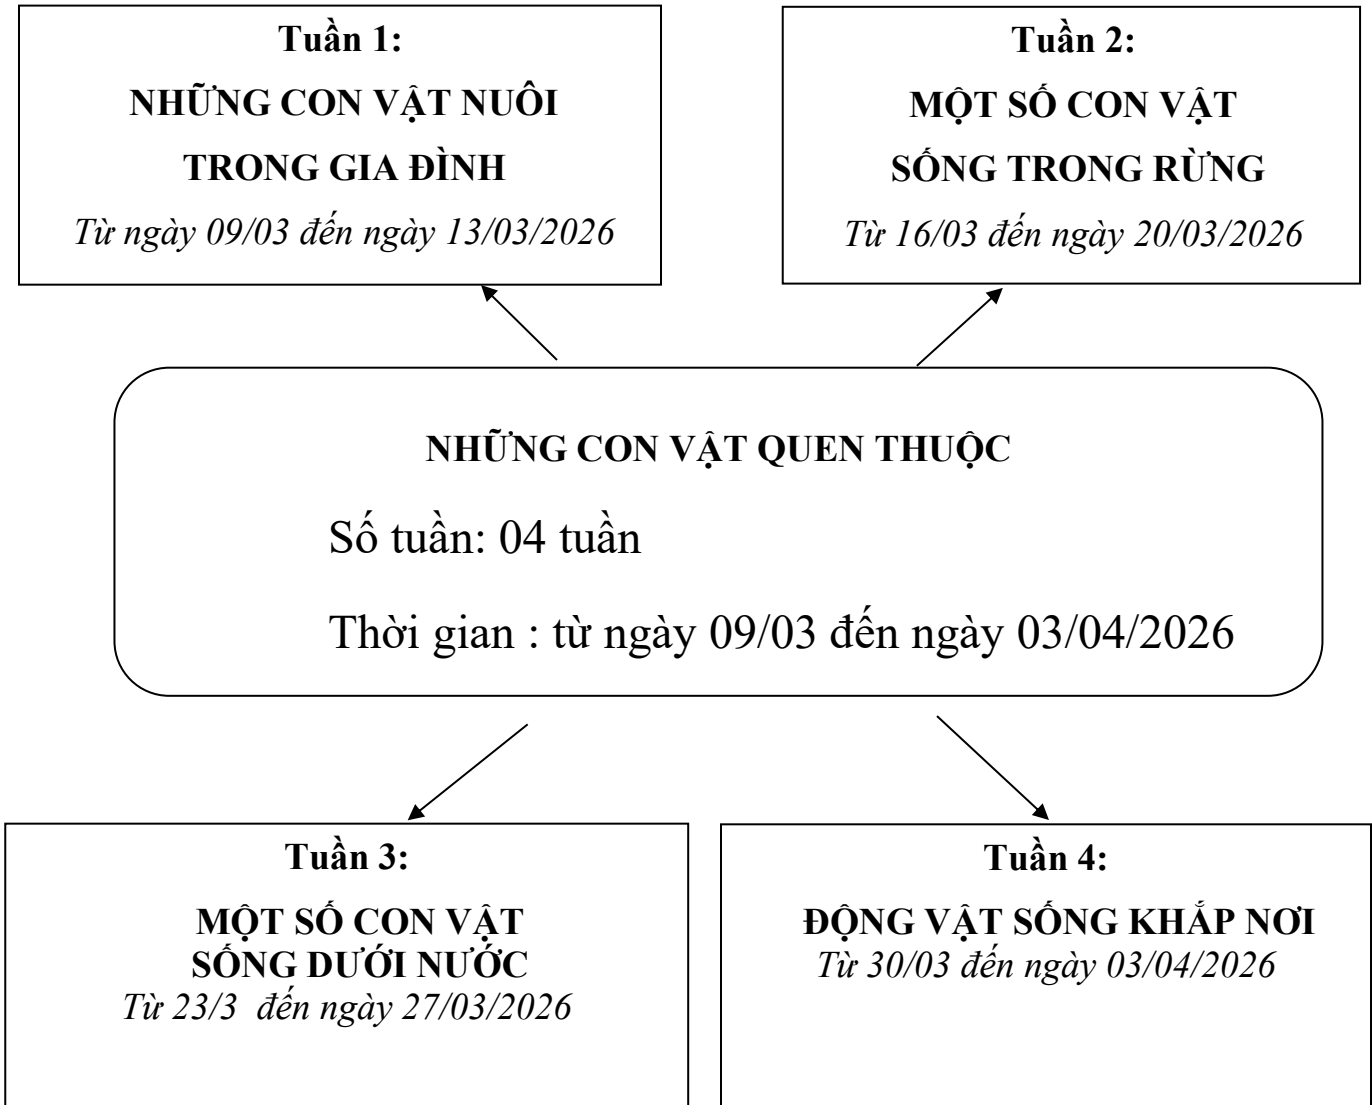 Tuần 1:
NHỮNG CON VẬT NUÔI
TRONG GIA ĐÌNH
Từ ngày 09/03 đến ngày 13/03/2026
Tuần 2:
MỘT SỐ CON VẬT
SỐNG TRONG RỪNG
Từ 16/03 đến ngày 20/03/2026
NHỮNG CON VẬT QUEN THUỘC
Số tuần: 04 tuần
Thời gian : từ ngày 09/03 đến ngày 03/04/2026
Tuần 3:
MỘT SỐ CON VẬT
SỐNG DƯỚI NƯỚC
Từ 23/3 đến ngày 27/03/2026
Tuần 4:
ĐỘNG VẬT SỐNG KHẮP NƠI
Từ 30/03 đến ngày 03/04/2026